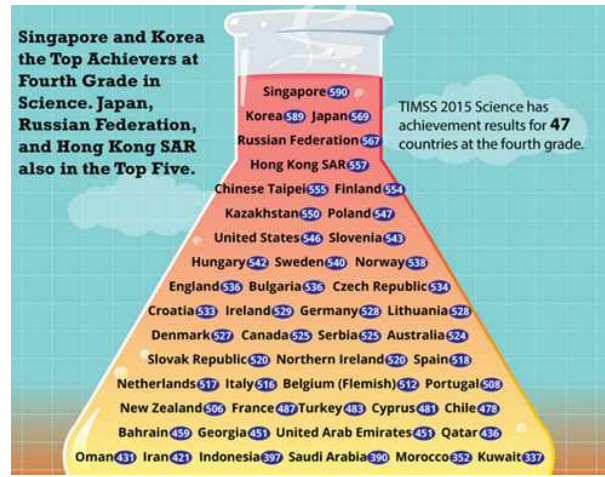 Singapore and Korea
the Top Achievers at
Fourth Grade in
Science. Japan,
Russian Federation,
and Hong Kong SAR
also in the Top Five.
TIMSS 2015 Science has
achievement results for 47
countries at the fourth grade.
Singapore 590
Korea 589 Japan 569
Russian Federation 567
Hong Kong SAR 557
Chinese Taipei 555 Finland 554
Kazakhstan 550 Poland 547
United States 546 Slovenia 543
Hungary 542 Sweden 540 Norway 538
England 536 Bulgaria 536 Czech Republic 534
Croatia 533 Ireland 529 Germany 528 Lithuania 528
Denmark 527 Canada 525 Serbia 525 Australia 524
Slovak Republic 520 Northern Ireland 520 Spain 518
Netherlands 517 Italy 516 Belgium (Flemish) 512 Portugal 508
New Zealand 506 France 487 Turkey 483 Cyprus 481 Chile 478
Bahrain 459 Georgia 451 United Arab Emirates 451 Qatar 436
Oman 431 Iran 421 Indonesia 397 Saudi Arabia 390 Morocco 352 Kuwait 337